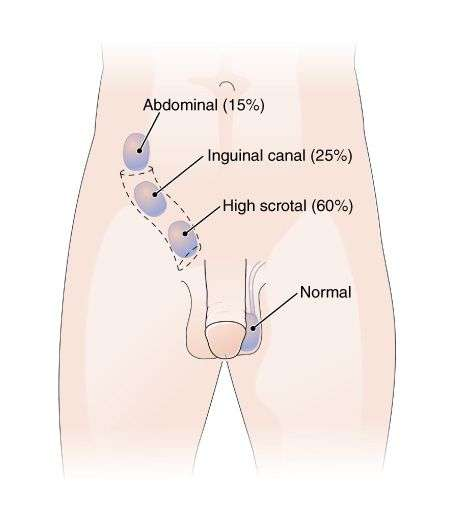 Abdominal (15%)
Inguinal canal (25%)
High scrotal (60%)
Normal